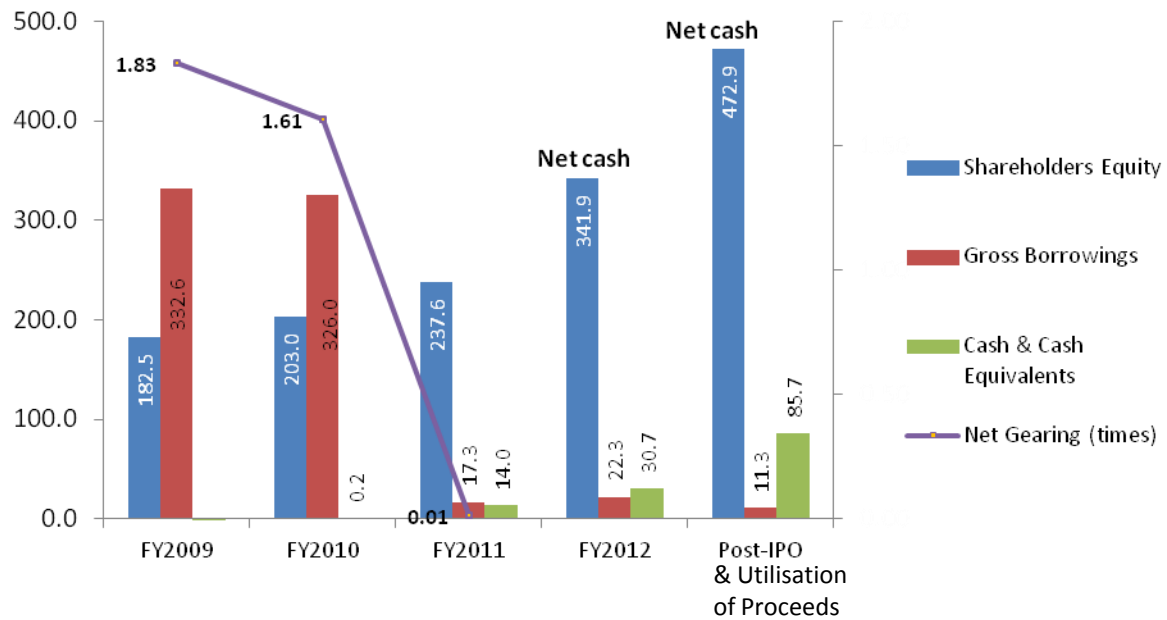 500.0
400.0
300.0
200.0
100.0
0.0
1.83
1.61
0.01
Net cash
Net cash
182.5
332.6
203.0
326.0
0.2
237.6
17.3
14.0
341.9
22.3
30.7
472.9
11.3
85.7
FY2009
FY2010
FY2011
FY2012
Post-IPO
& Utilisation
of Proceeds
Shareholders Equity
Gross Borrowings
Cash & Cash
Equivalents
Net Gearing (times)